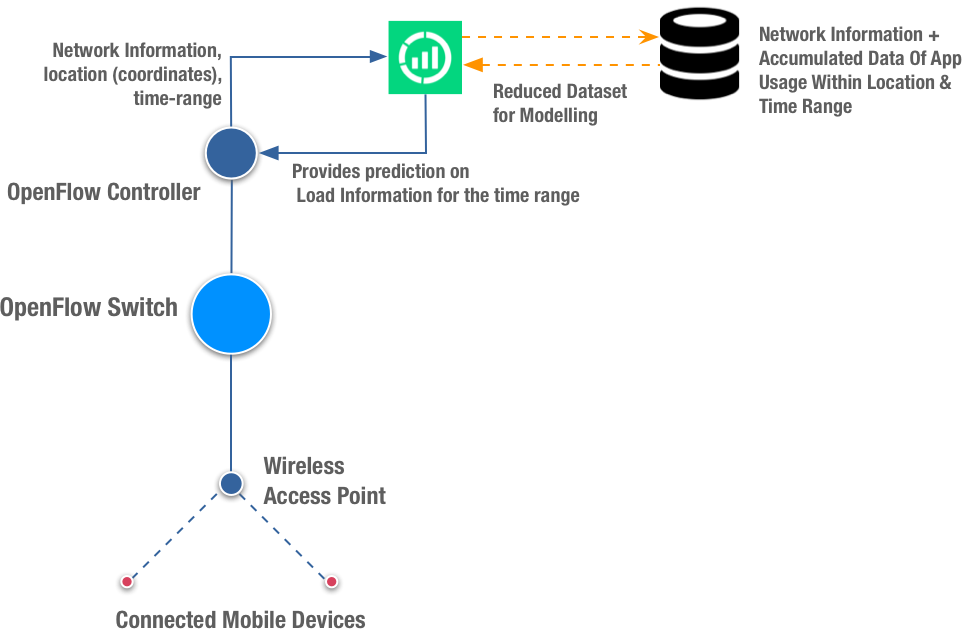 Network Information,
location (coordinates),
time-range
Network Information +
Accumulated Data Of App
Usage Within Location &
Time Range
Reduced Dataset
for Modelling
OpenFlow Controller
Provides prediction on
Load Information for the time range
OpenFlow Switch
Wireless
Access Point
Connected Mobile Devices